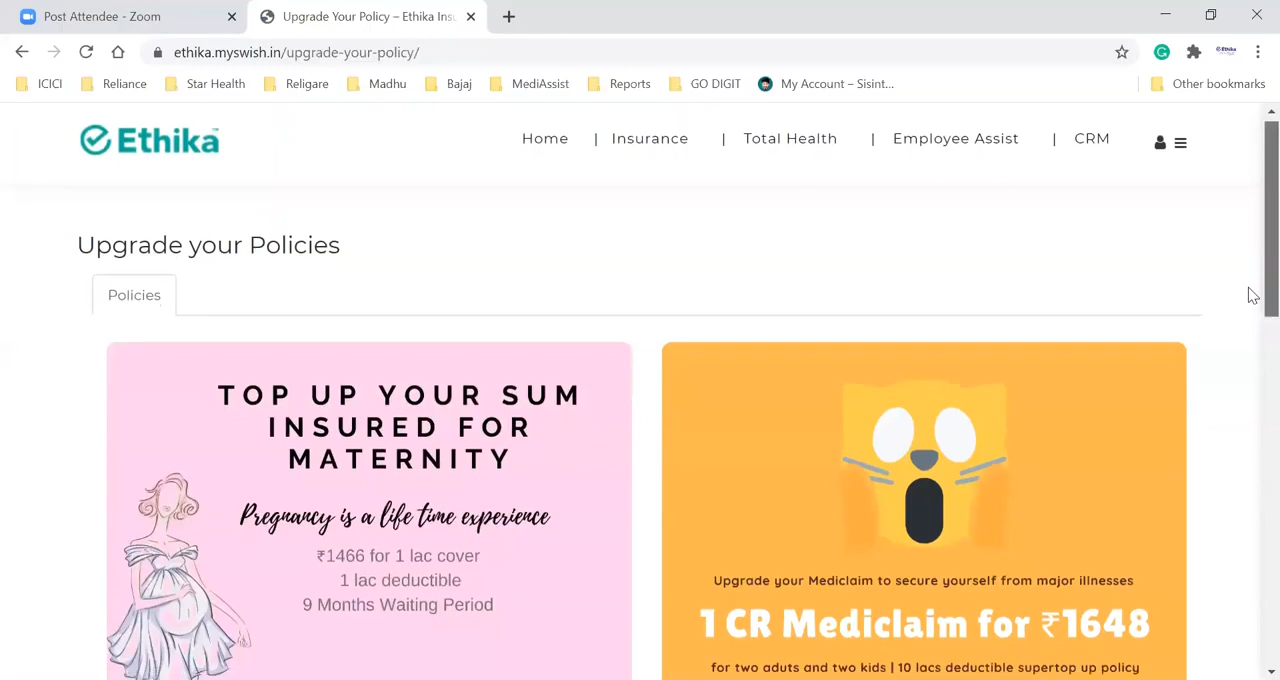 Post Attendee - Zoom
Upgrade Your Policy – Ethika Ins
ethika.myswish.in/upgrade-your-policy/
ICICI
Reliance
Star Health
Religare
Madhu
Bajaj
MediAssist
Reports
GO DIGIT
My Account – Sisint...
Other bookmarks
Ethika
Home | Insurance | Total Health | Employee Assist | CRM
Upgrade your Policies
Policies
TOP UP YOUR SUM
INSURED FOR
MATERNITY
Pregnancy is a life time experience
₹1466 for 1 lac cover
1 lac deductible
9 Months Waiting Period
Upgrade your Mediclaim to secure yourself from major illnesses
1 CR Mediclaim for ₹1648
for two aduts and two kids | 10 lacs deductible supertop up policy